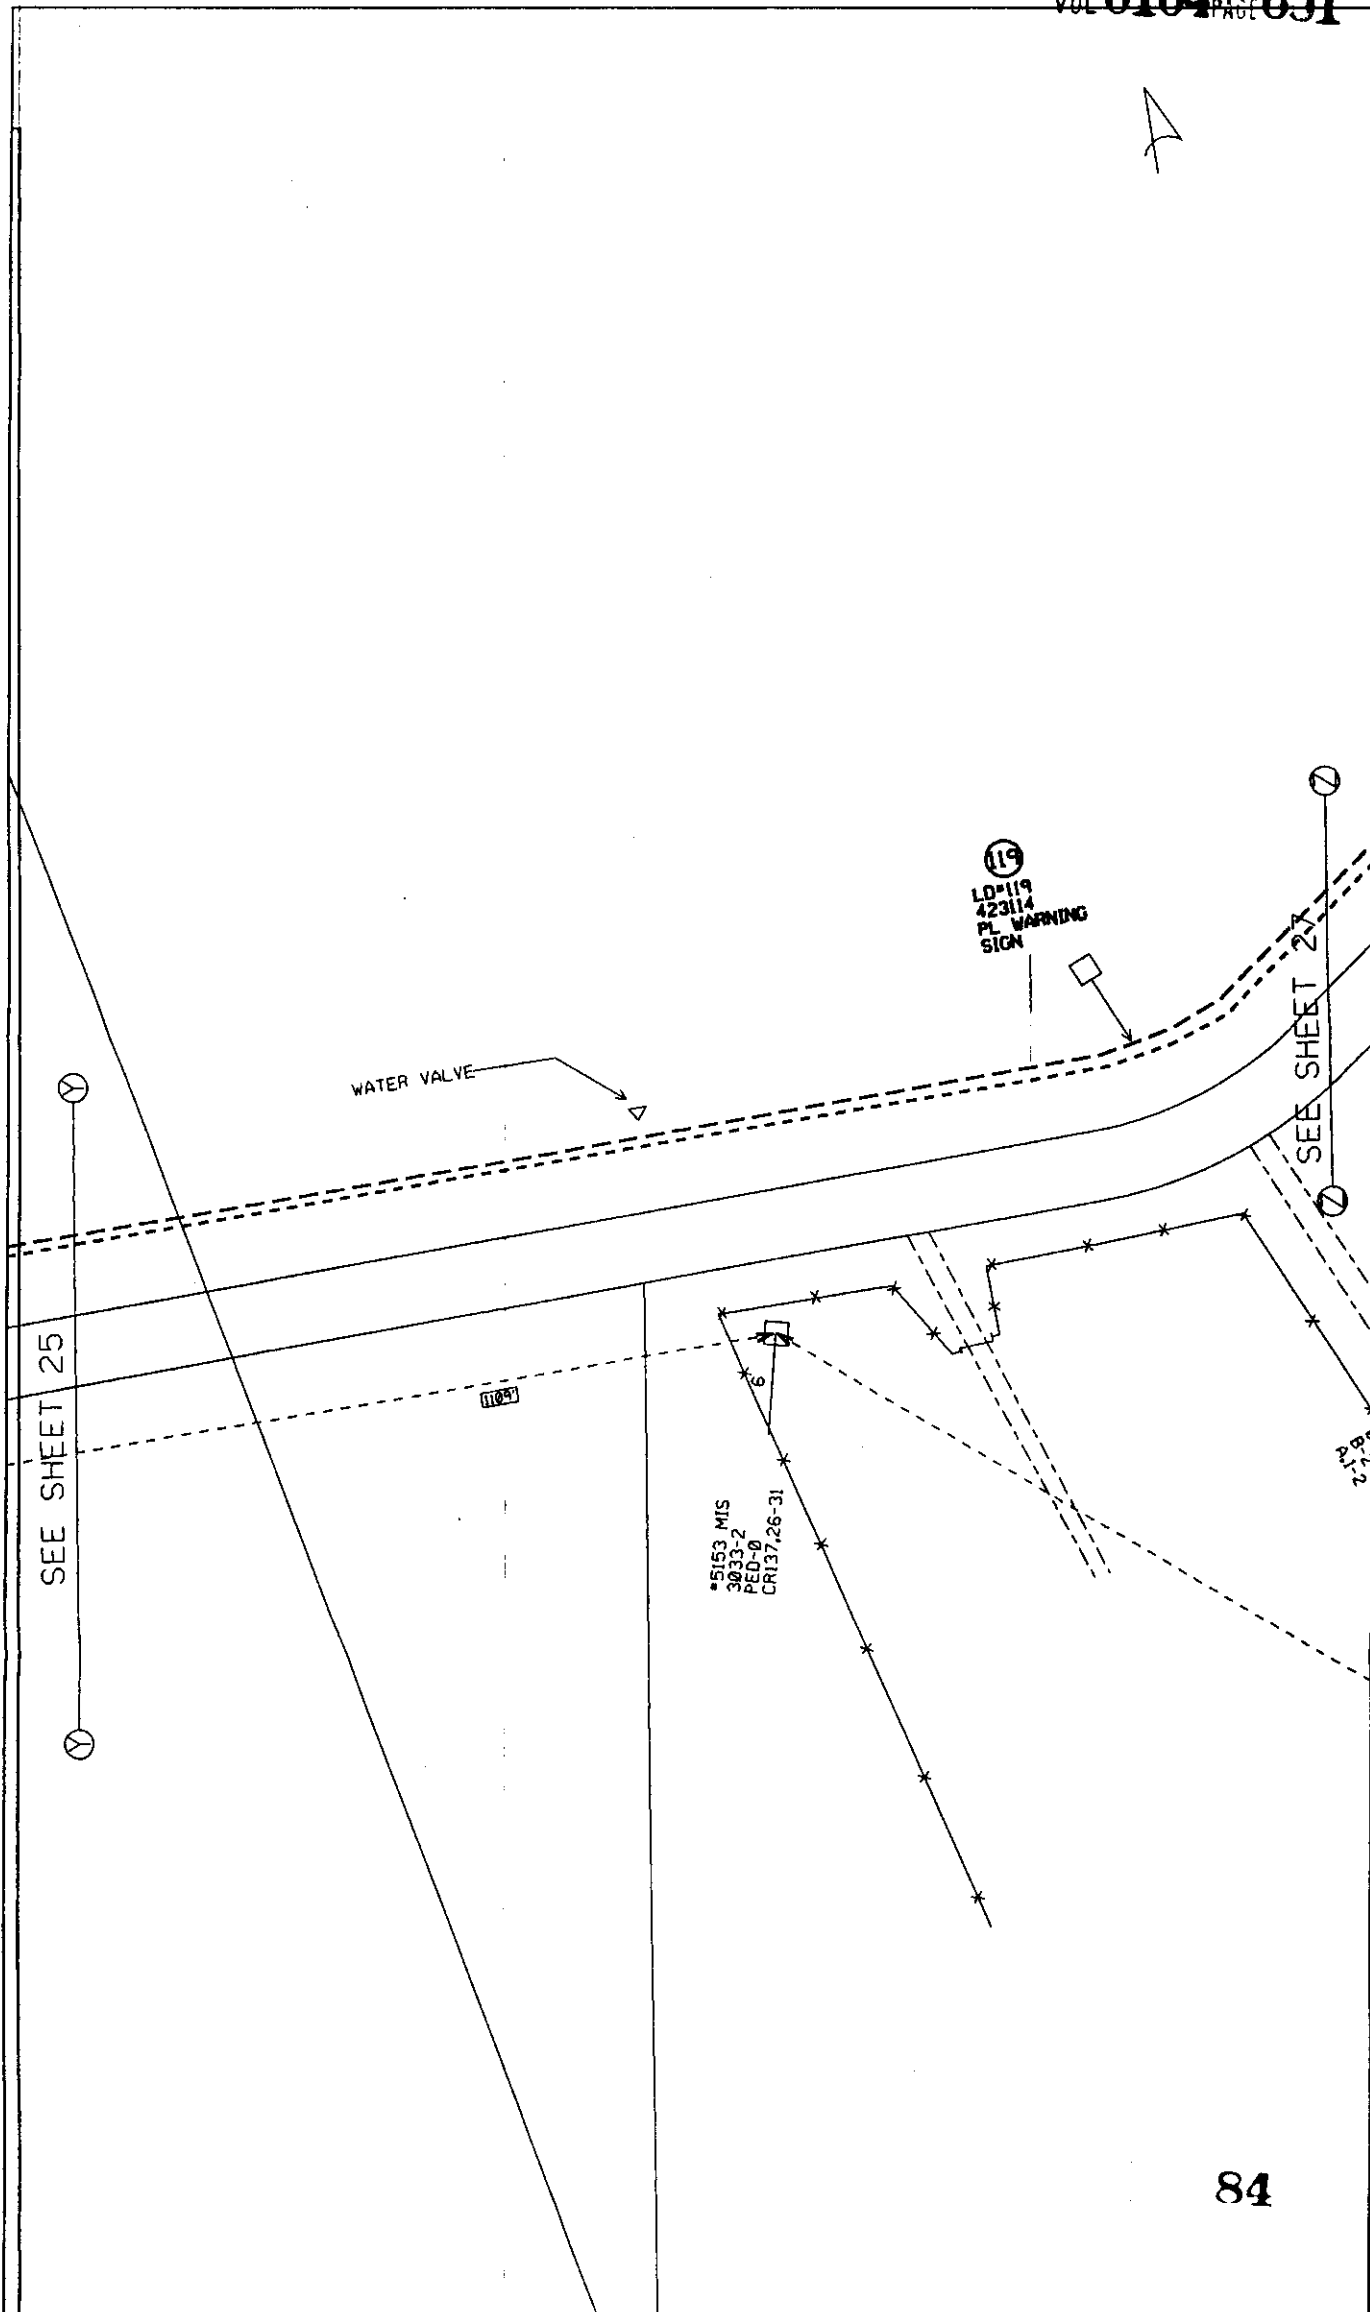 119
LD#119
423114
PL WARNING
SIGN
Z
SEE SHEET 27
Z
WATER VALVE
Y
SEE SHEET 25
Y
1109'
6
#5153 MIS
3033-2
PED-0
CR137,26-31
84